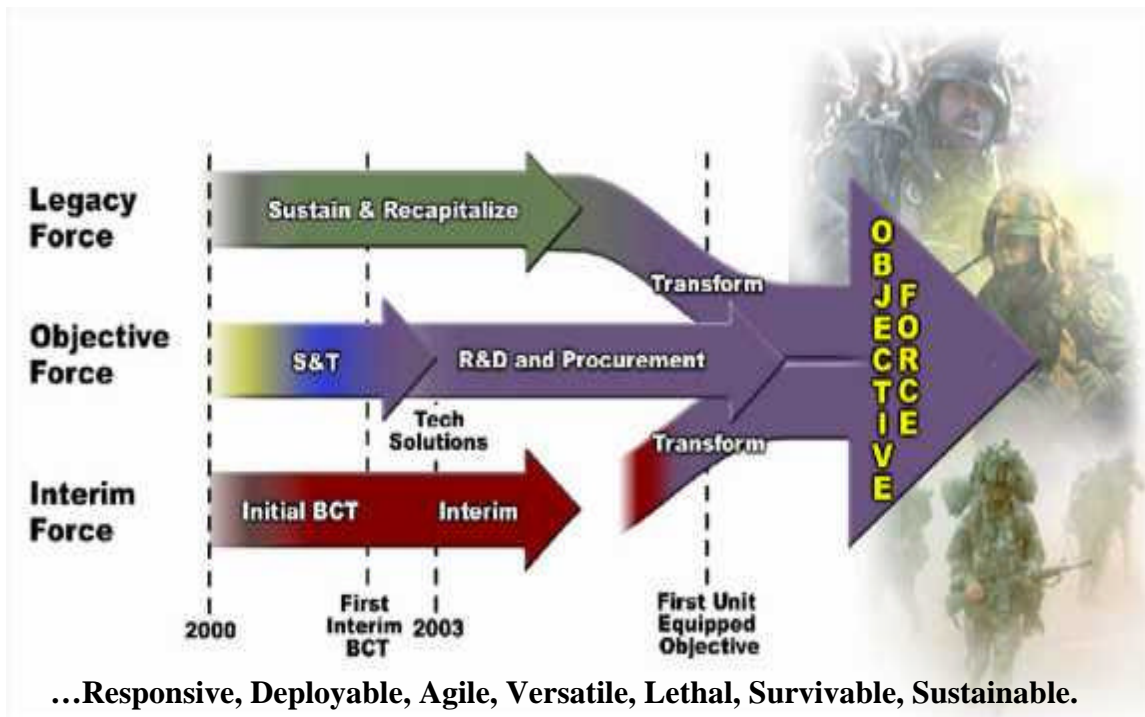 Legacy
Force
Sustain & Recapitalize
Transform
OBJECTIVE
FORCE
Objective
Force
S&T
R&D and Procurement
Tech
Solutions
Transform
Interim
Force
Initial BCT
Interim
2000
First
Interim
BCT
2003
First Unit
Equipped
Objective
…Responsive, Deployable, Agile, Versatile, Lethal, Survivable, Sustainable.